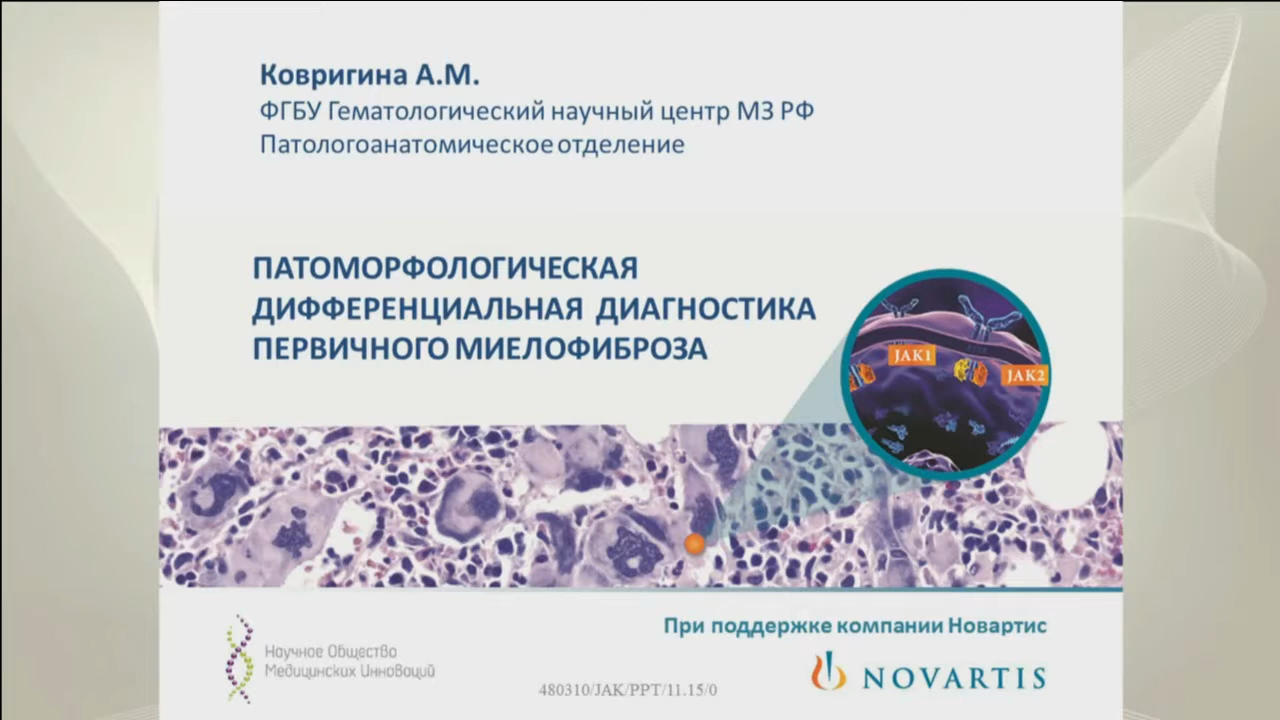 Ковригина А.М.
ФГБУ Гематологический научный центр МЗ РФ
Патологоанатомическое отделение
ПАТОМОРФОЛОГИЧЕСКАЯ
ДИФФЕРЕНЦИАЛЬНАЯ ДИАГНОСТИКА
ПЕРВИЧНОГО МИЕЛОФИБРОЗА
JAK1
JAK2
При поддержке компании Новартис
Научное Общество
Медицинских Инноваций
480310/JAK/PPT/11.15/0
NOVARTIS